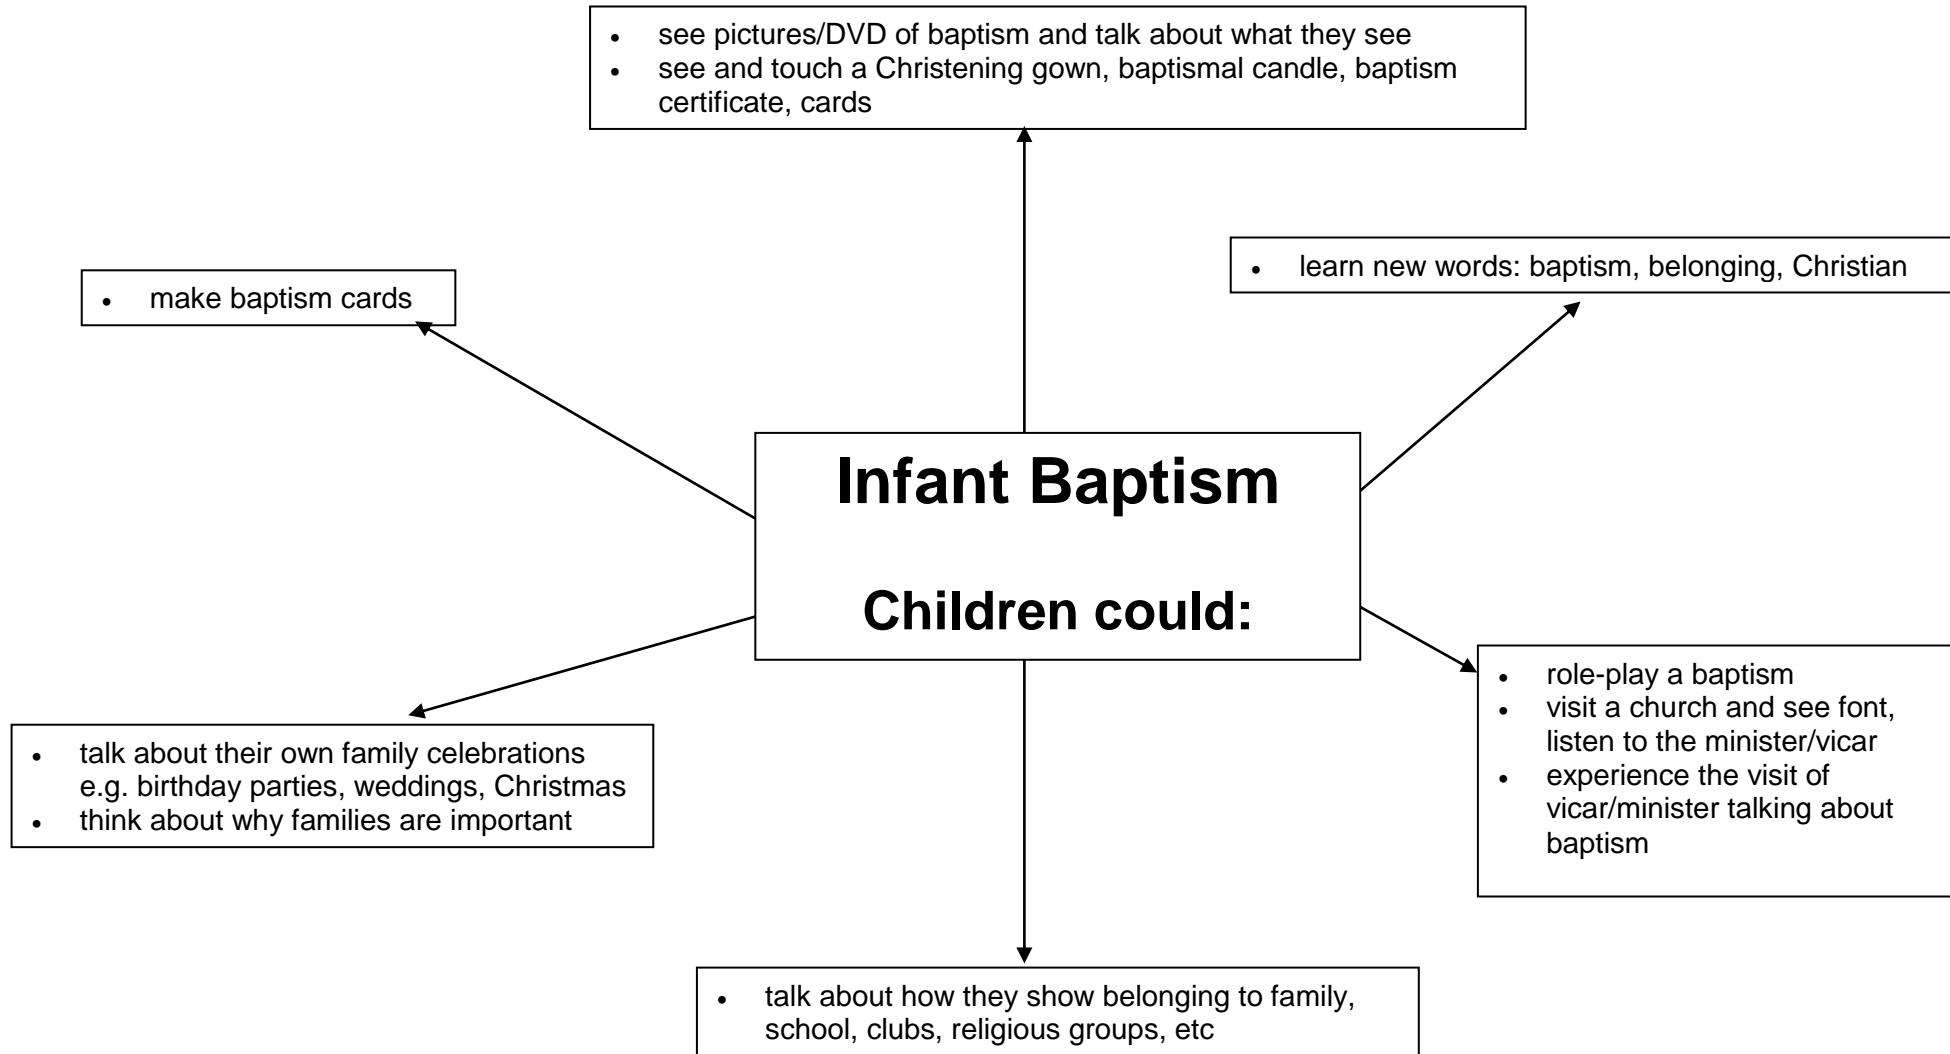 • see pictures/DVD of baptism and talk about what they see
• see and touch a Christening gown, baptismal candle, baptism
certificate, cards
• learn new words: baptism, belonging, Christian
• make baptism cards
Infant Baptism
Children could:
• role-play a baptism
• visit a church and see font,
listen to the minister/vicar
• experience the visit of
vicar/minister talking about
baptism
• talk about their own family celebrations
e.g. birthday parties, weddings, Christmas
• think about why families are important
• talk about how they show belonging to family,
school, clubs, religious groups, etc